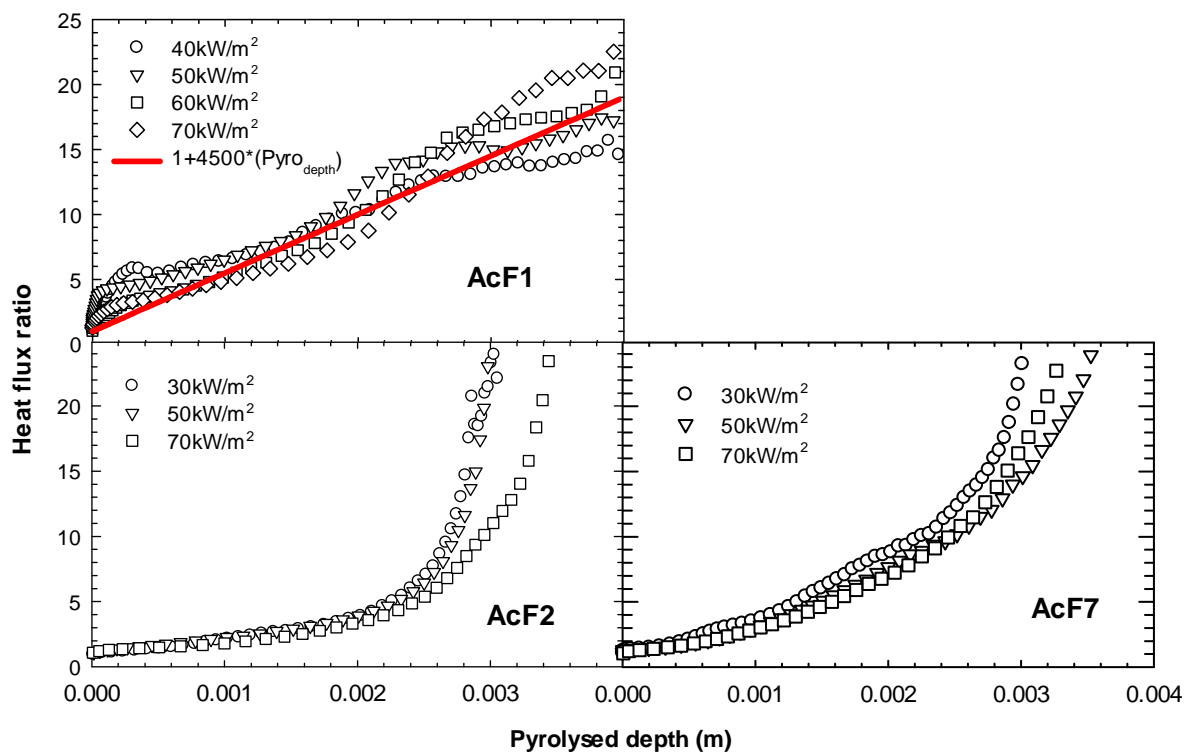 25
20
15
10
5
0
40kW/m²
50kW/m²
60kW/m²
70kW/m²
1+4500*(Pyro_depth)
AcF1
Heat flux ratio
20
15
10
5
0
30kW/m²
50kW/m²
70kW/m²
AcF2
30kW/m²
50kW/m²
70kW/m²
AcF7
0.000 0.001 0.002 0.003 0.000 0.001 0.002 0.003 0.004
Pyrolysed depth (m)